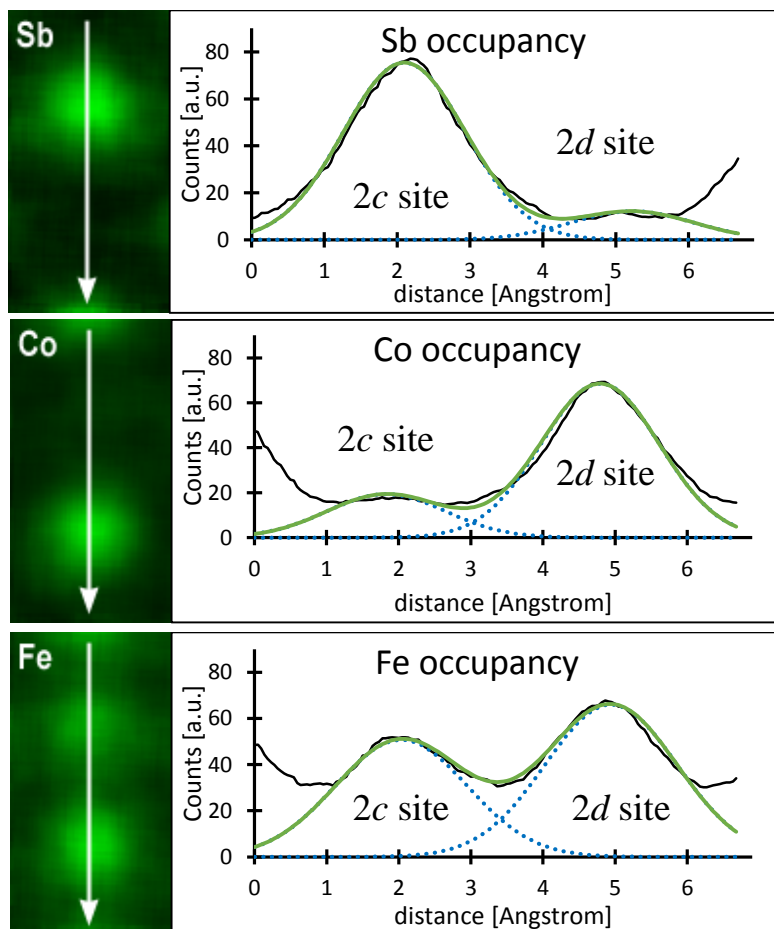 Sb
Sb occupancy
Counts [a.u.]
80
60
40
20
0
2c site
2d site
0 1 2 3 4 5 6
distance [Angstrom]
Co
Co occupancy
Counts [a.u.]
80
60
40
20
0
2c site
2d site
0 1 2 3 4 5 6
distance [Angstrom]
Fe
Fe occupancy
Counts [a.u.]
80
60
40
20
0
2c site
2d site
0 1 2 3 4 5 6
distance [Angstrom]